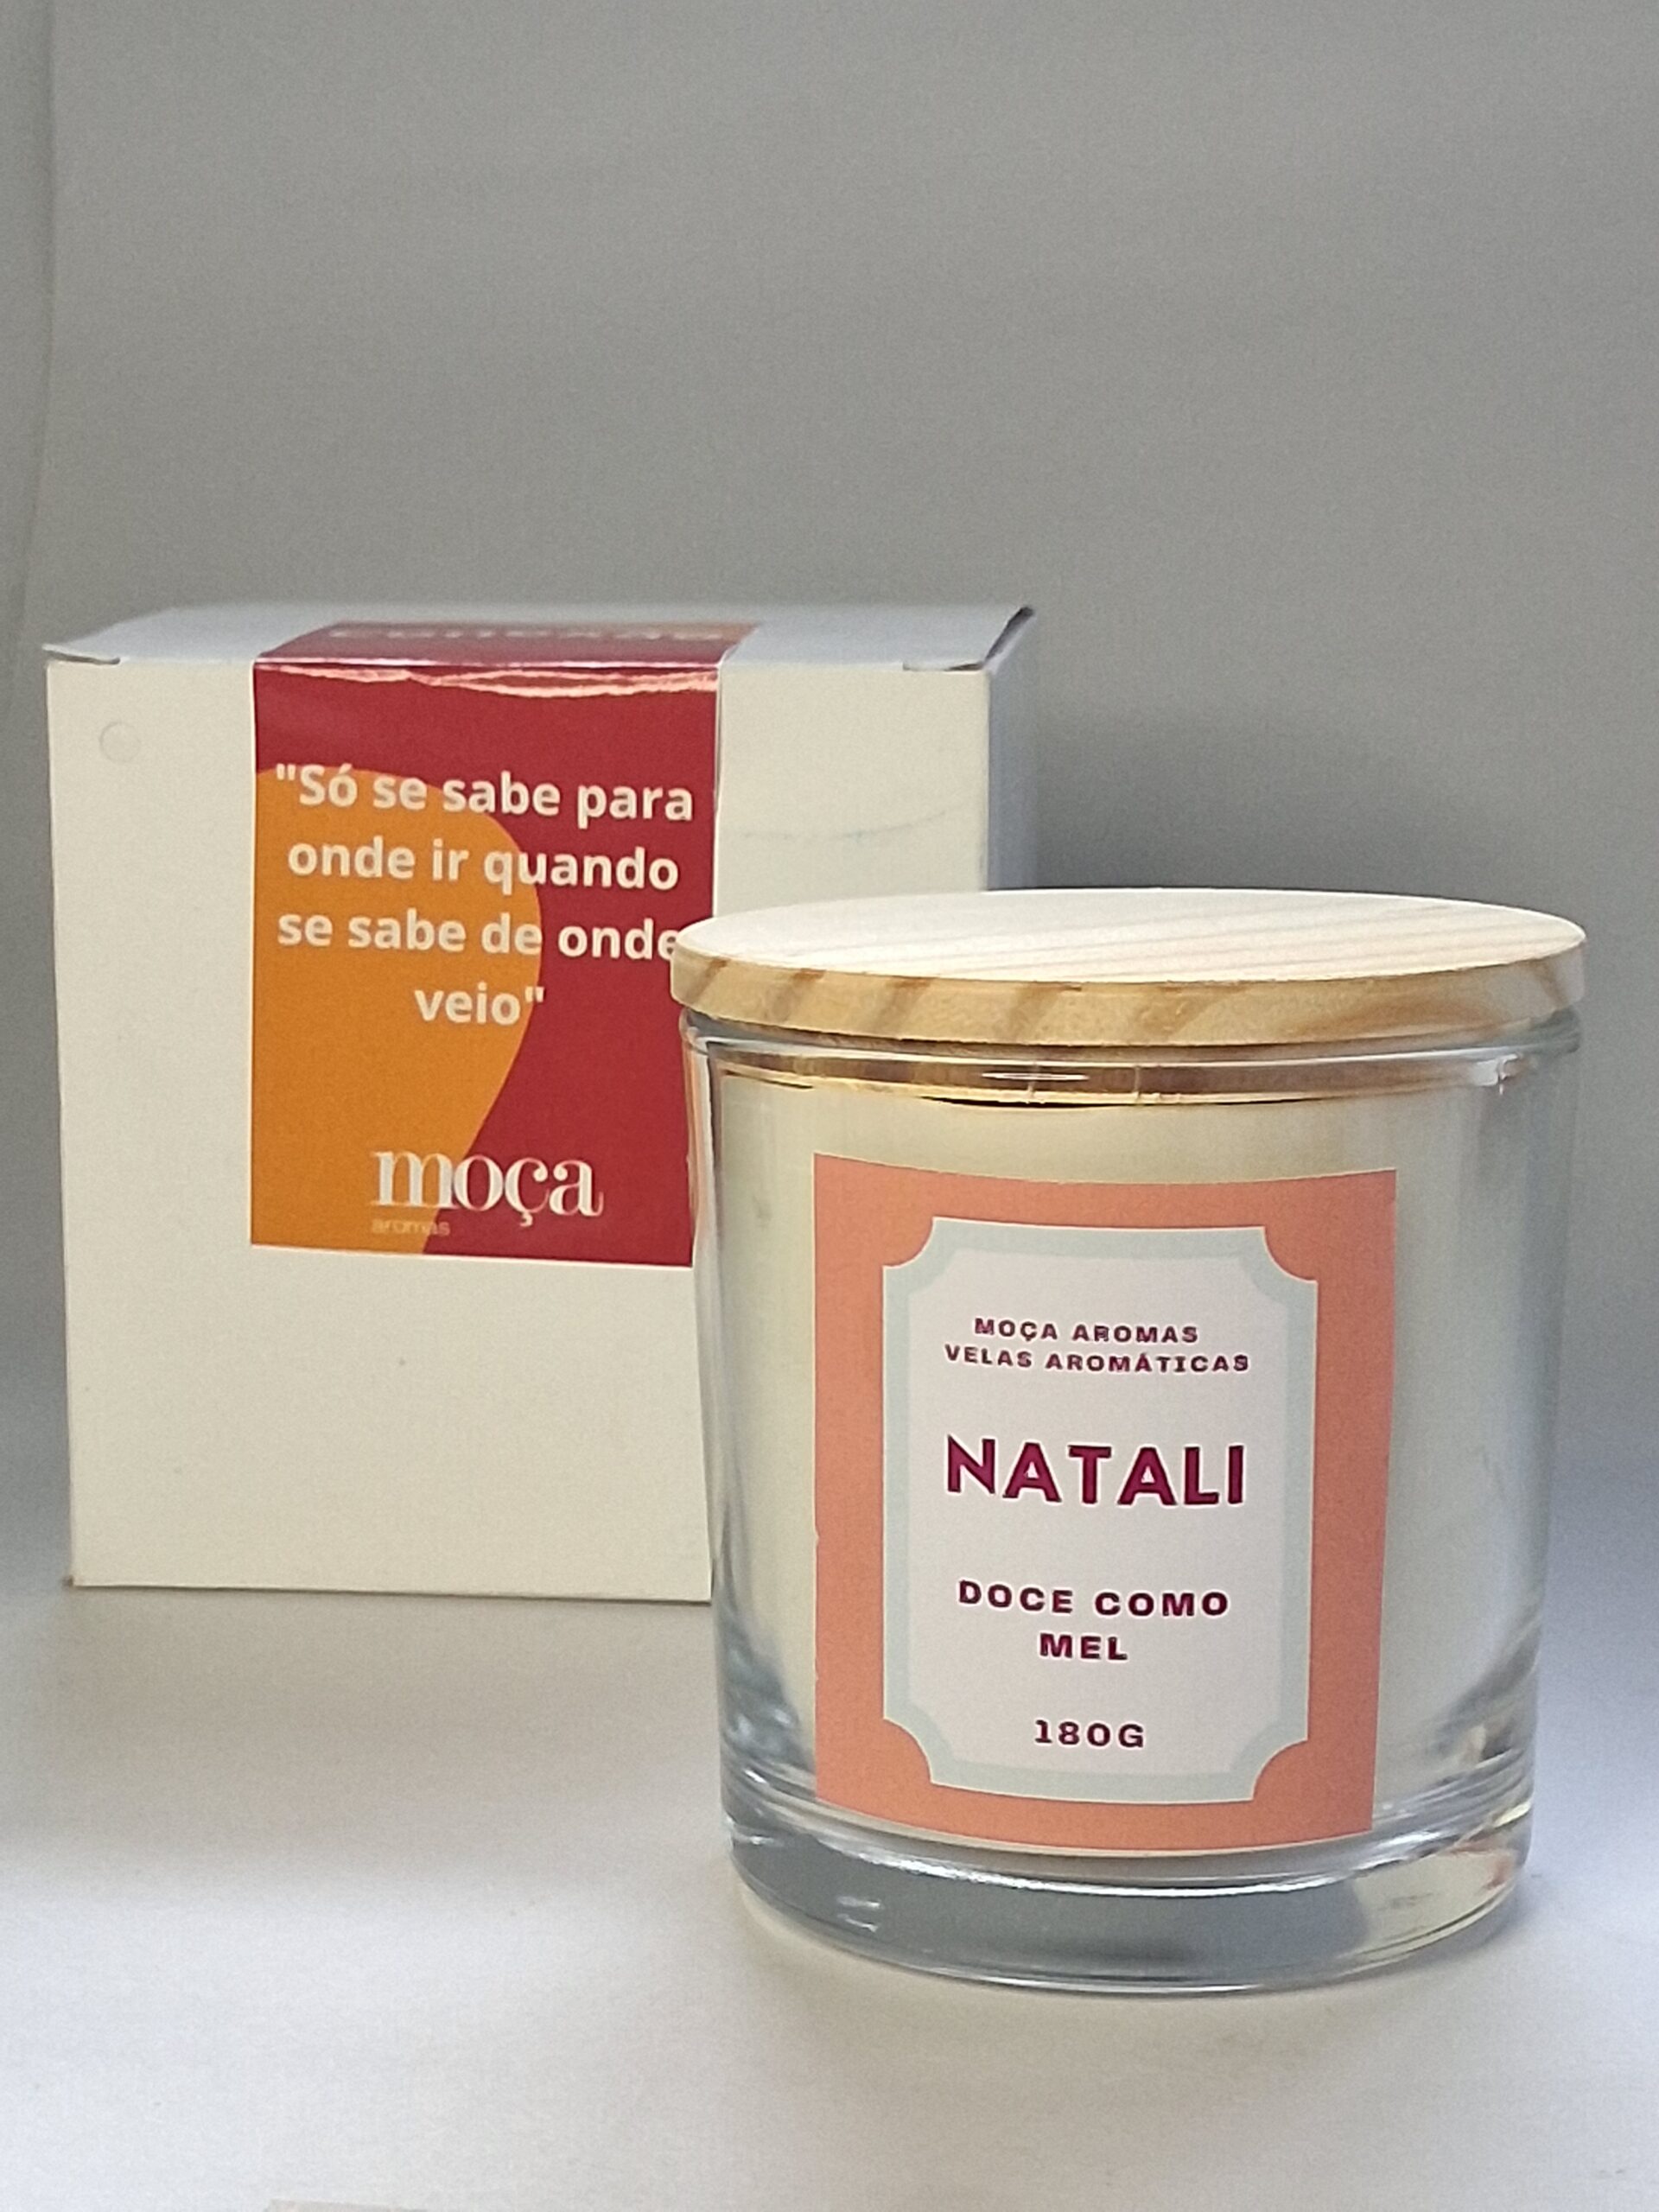 "Só se sabe para
onde ir quando
se sabe de onde
veio"
moça
aromas
MOÇA AROMAS
VELAS AROMÁTICAS
NATALI
DOCE COMO
MEL
180G